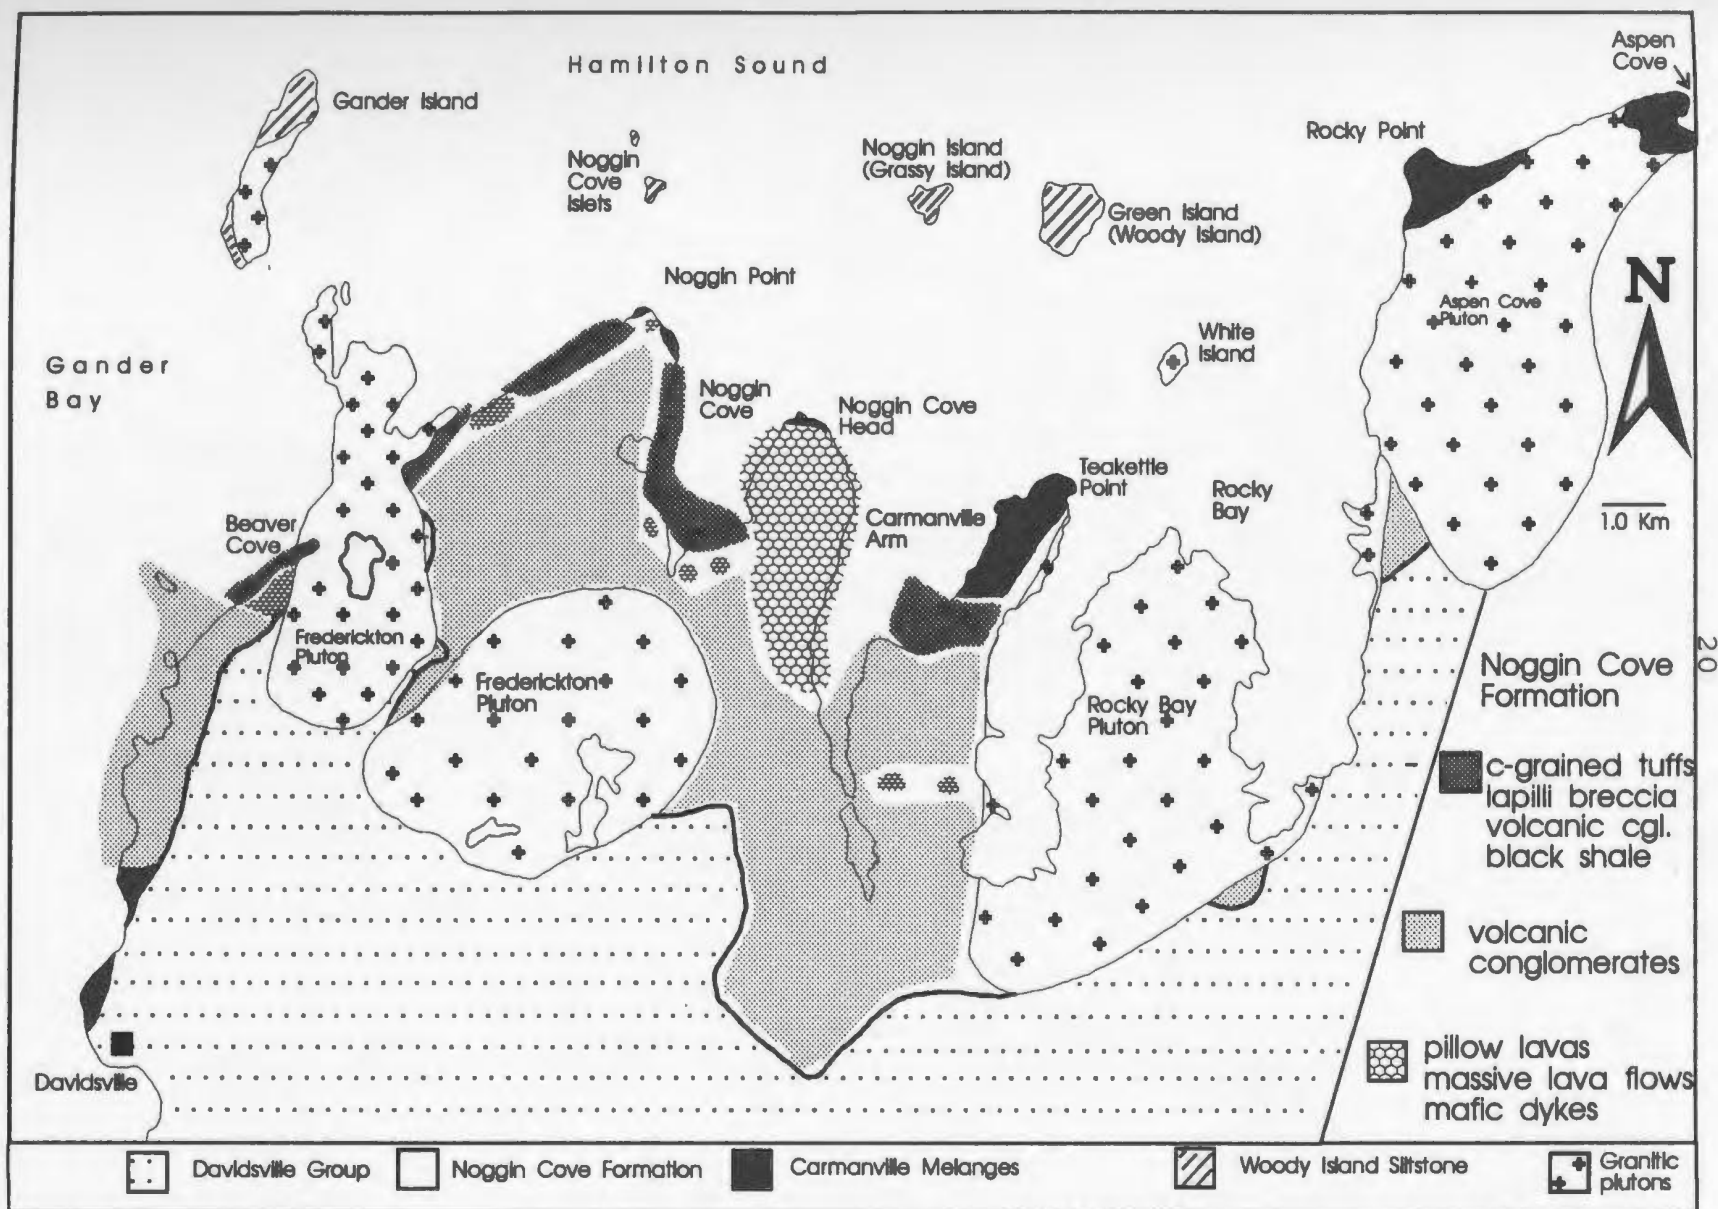 Hamilton Sound
Aspen
Cove
Gander Island
Rocky Point
Noggin
Cove
Islets
Noggin Island
(Grassy Island)
Green Island
(Woody Island)
Noggin Point
N
Aspen Cove
Pluton
White
Island
Gander
Bay
Noggin
Cove
Noggin Cove
Head
Teakettle
Point
Rocky
Bay
Carmanville
Arm
1.0 Km
Beaver
Cove
Frederickton
Pluton
Frederickton
Pluton
Rocky Bay
Pluton
20
Noggin Cove
Formation
c-grained tuffs
lapilli breccia
volcanic cgl.
black shale
volcanic
conglomerates
pillow lavas
massive lava flows
mafic dykes
Davidsville
Davidsville Group
Noggin Cove Formation
Carmanville Melanges
Woody Island Siltstone
Granitic
plutons